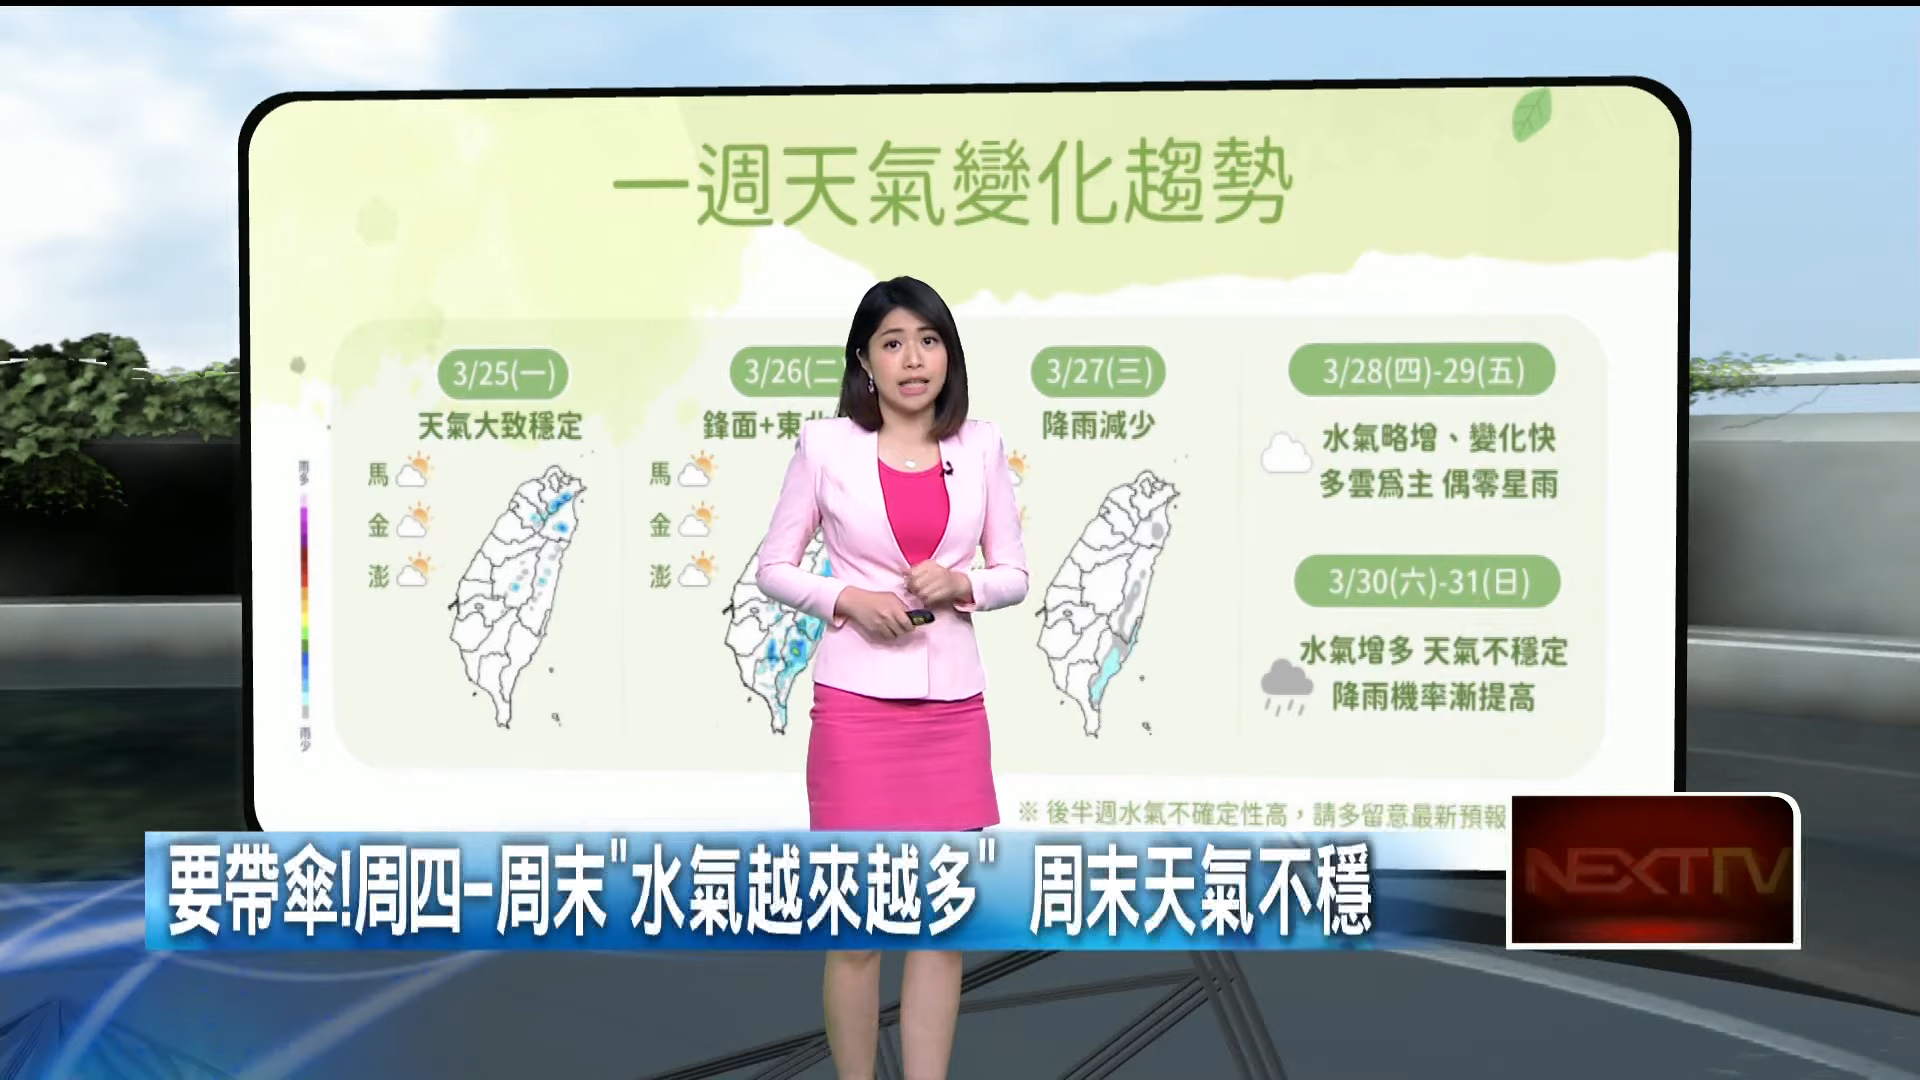 一週天氣變化趨勢
3/25(一)
天氣大致穩定
馬
金
澎
3/26(二
鋒面+東北
馬
金
澎
3/27(三)
降雨減少
3/28(四)-29(五)
水氣略增、變化快
多雲為主 偶零星雨
3/30(六)-31(日)
水氣增多 天氣不穩定
降雨機率漸提高
雨多
雨少
※ 後半週水氣不確定性高，請多留意最新預報
要帶傘!周四-周末"水氣越來越多" 周末天氣不穩
NEXTTV